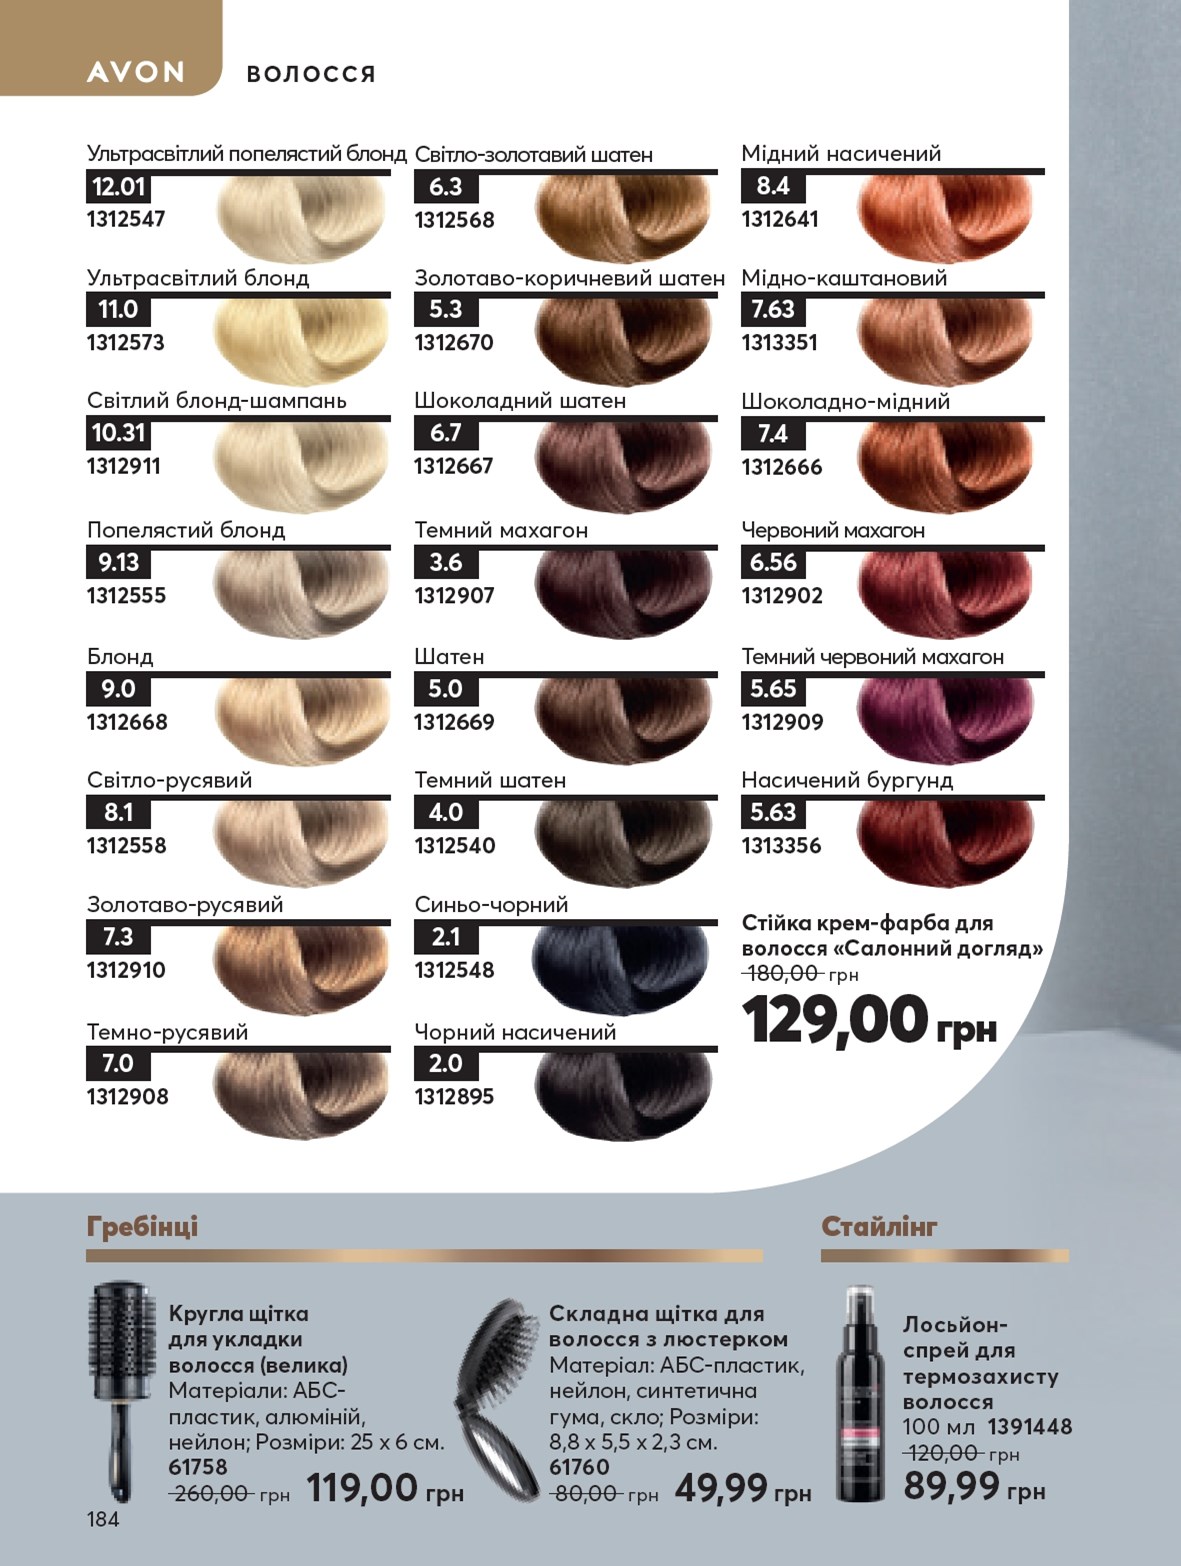 AVON ВОЛОССЯ
Ультрасвітлий попелястий блонд
12.01
1312547
Ультрасвітлий блонд
11.0
1312573
Світлий блонд-шампань
10.31
1312911
Попелястий блонд
9.13
1312555
Блонд
9.0
1312668
Світло-русявий
8.1
1312558
Золотаво-русявий
7.3
1312910
Темно-русявий
7.0
1312908
Світло-золотавий шатен
6.3
1312568
Золотаво-коричневий шатен
5.3
1312670
Шоколадний шатен
6.7
1312667
Темний махагон
3.6
1312907
Шатен
5.0
1312669
Темний шатен
4.0
1312540
Синьо-чорний
2.1
1312548
Чорний насичений
2.0
1312895
Мідний насичений
8.4
1312641
Мідно-каштановий
7.63
1313351
Шоколадно-мідний
7.4
1312666
Червоний махагон
6.56
1312902
Темний червоний махагон
5.65
1312909
Насичений бургунд
5.63
1313356
Стійка крем-фарба для
волосся «Салонний догляд»
180,00 грн
129,00 грн
Гребінці
Кругла щітка
для укладки
волосся (велика)
Матеріали: АБС-
пластик, алюміній,
нейлон; Розміри: 25 х 6 см.
61758
260,00 грн 119,00 грн
Складна щітка для
волосся з люстерком
Матеріал: АБС-пластик,
нейлон, синтетична
гума, скло; Розміри:
8,8 х 5,5 х 2,3 см.
61760
80,00 грн 49,99 грн
Стайлінг
Лосьйон-
спрей для
термозахисту
волосся
100 мл 1391448
120,00 грн
89,99 грн
184